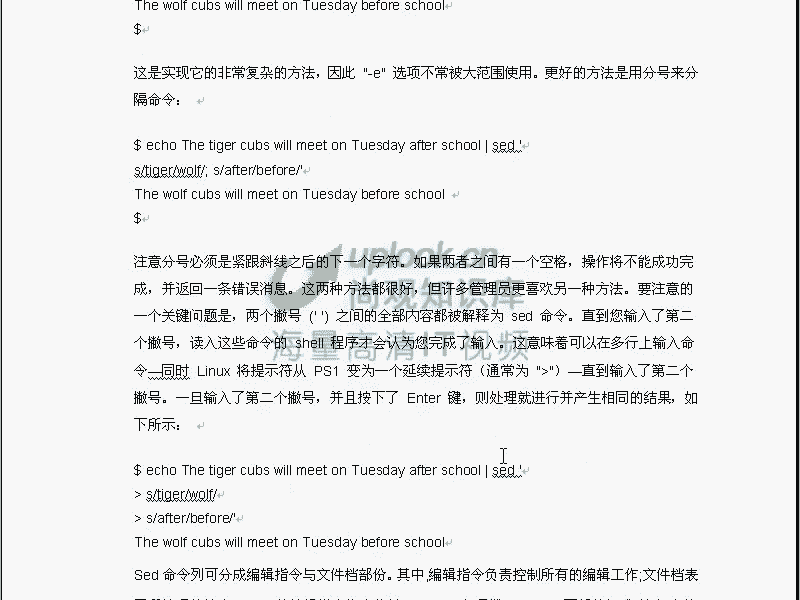 The wolf cubs will meet on Tuesday before school
$
这是实现它的非常复杂的方法，因此 "-e" 选项不常被大范围使用。更好的方法是用分号来分
隔命令：
$ echo The tiger cubs will meet on Tuesday after school | sed '
s/tiger/wolf/; s/after/before/'
The wolf cubs will meet on Tuesday before school
$
注意分号必须是紧跟斜线之后的下一个字符。如果两者之间有一个空格，操作将不能成功完
成，并返回一条错误消息。这两种方法都很好，但许多管理员更喜欢另一种方法。要注意的
一个关键问题是，两个撇号 (' ') 之间的全部内容都被解释为 sed 命令。直到您输入了第二
个撇号，读入这些命令的 shell 程序才会认为您完成了输入。这意味着可以在多行上输入命
令—同时 Linux 将提示符从 PS1 变为一个延续提示符（通常为 ">"）—直到输入了第二个
撇号。一旦输入了第二个撇号，并且按下了 Enter 键，则处理就进行并产生相同的结果，如
下所示：
$ echo The tiger cubs will meet on Tuesday after school | sed '
> s/tiger/wolf/
> s/after/before/'
The wolf cubs will meet on Tuesday before school
Sed 命令列可分成编辑指令与文件档部份。其中,编辑指令负责控制所有的编辑工作;文件档表
uplook.cn
尚观知识库
海量高清IT视频